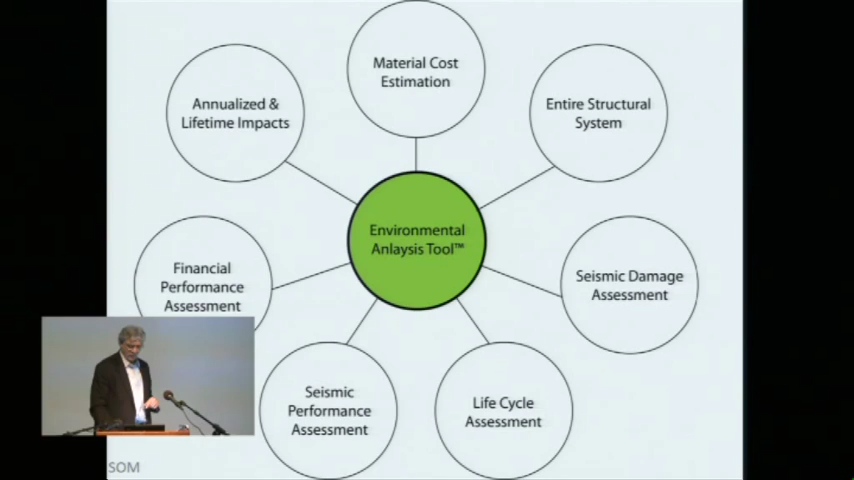 Material Cost
Estimation
Annualized &
Lifetime Impacts
Entire Structural
System
Environmental
Anlaysis Tool™
Financial
Performance
Assessment
Seismic Damage
Assessment
Seismic
Performance
Assessment
Life Cycle
Assessment
SOM